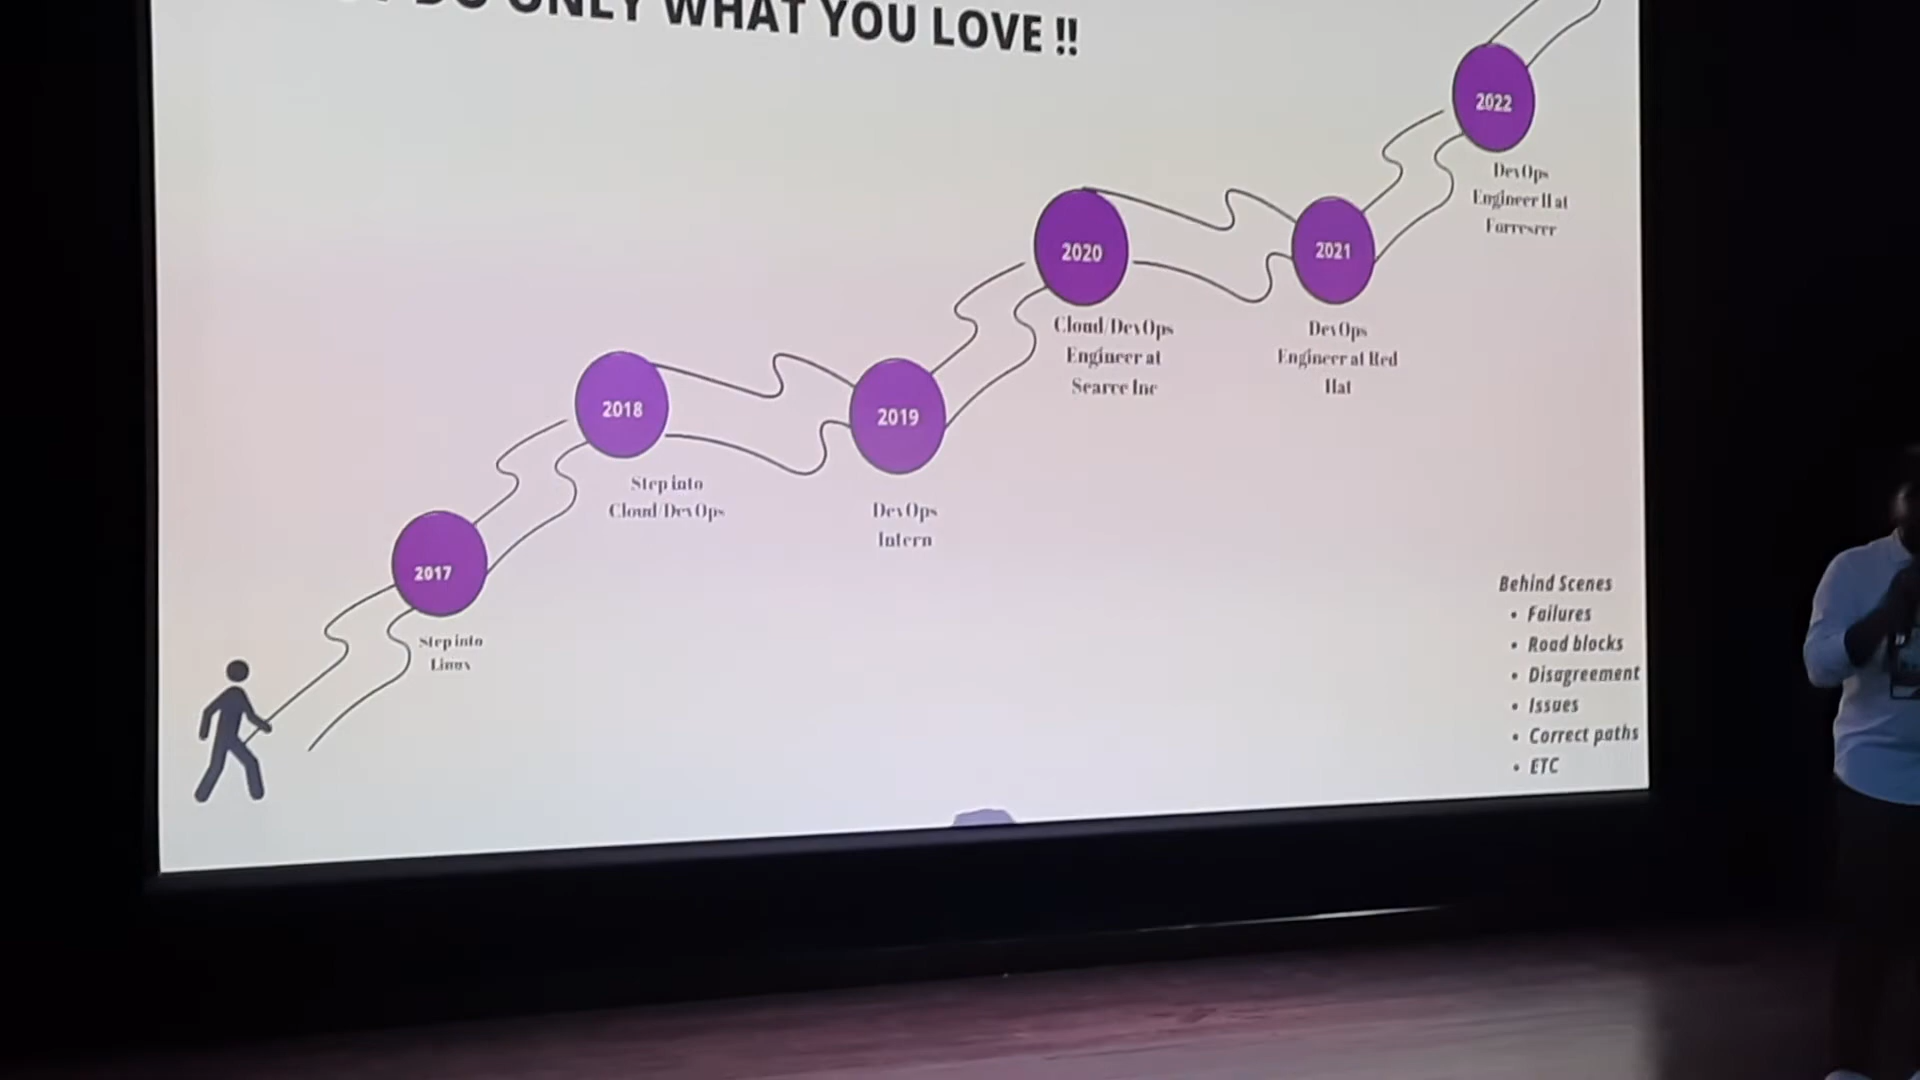 DO ONLY WHAT YOU LOVE !!
2022
DevOps
Engineer II at
Forrester
2020
Cloud/DevOps
Engineer at
Searce Inc
2021
DevOps
Engineer at Red
Hat
2018
Step into
Cloud/DevOps
2019
DevOps
Intern
2017
Step into
Linux
Behind Scenes
• Failures
• Road blocks
• Disagreement
• Issues
• Correct paths
• ETC